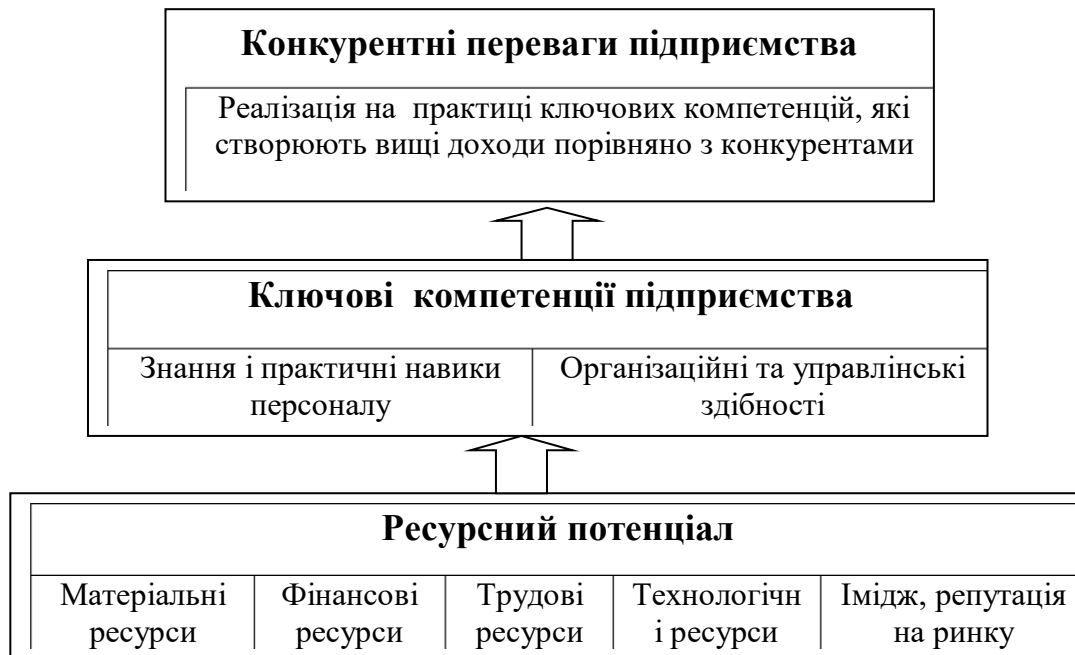 Конкурентні переваги підприємства
Реалізація на практиці ключових компетенцій, які
створюють вищі доходи порівняно з конкурентами
Ключові компетенції підприємства
Знання і практичні навики
персоналу
Організаційні та управлінські
здібності
Ресурсний потенціал
Матеріальні
ресурси
Фінансові
ресурси
Трудові
ресурси
Технологічн
і ресурси
Імідж, репутація
на ринку